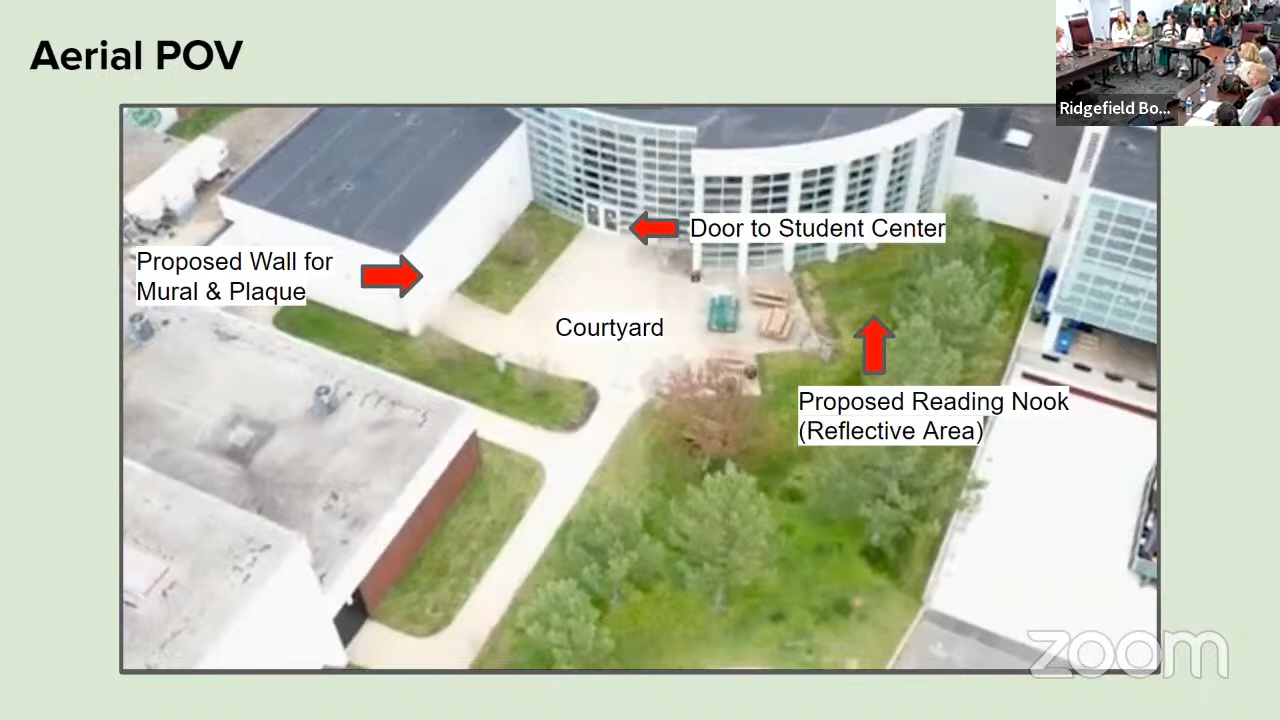 Aerial POV
Ridgefield Bo...
Door to Student Center
Proposed Wall for
Mural & Plaque
Courtyard
Proposed Reading Nook
(Reflective Area)
zoom